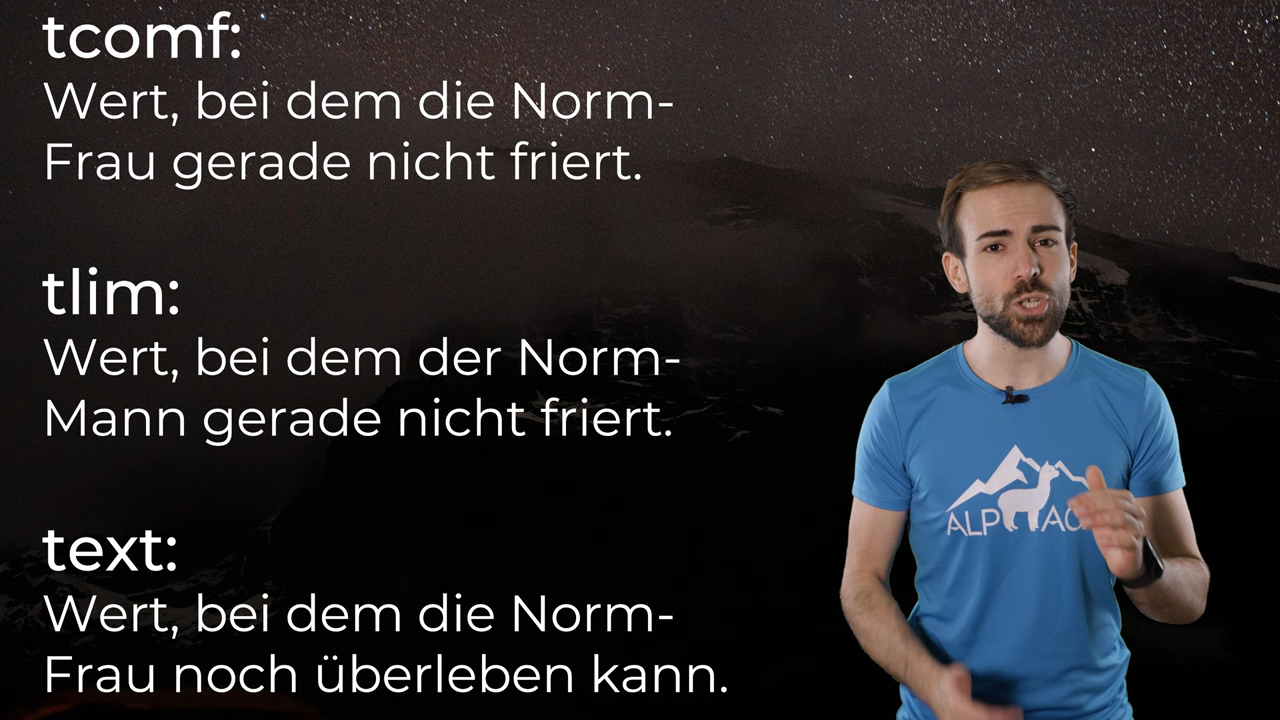 tcomf:
Wert, bei dem die Norm-
Frau gerade nicht friert.
tlim:
Wert, bei dem der Norm-
Mann gerade nicht friert.
text:
Wert, bei dem die Norm-
Frau noch überleben kann.